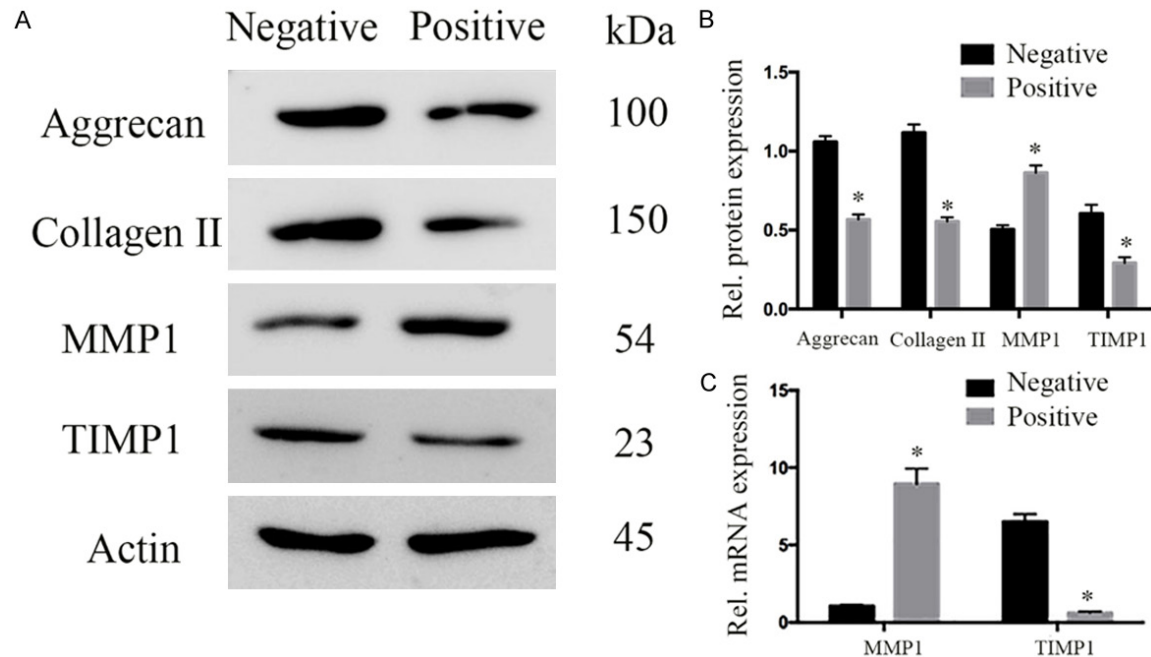 A
Negative Positive kDa
Aggrecan 100
Collagen II 150
MMP1 54
TIMP1 23
Actin 45
B
Negative
Positive
Rel. protein expression
1.5
1.0
0.5
0.0
*
*
*
*
Aggrecan Collagen II MMP1 TIMP1
C
Negative
Positive
Rel. mRNA expression
15
10
5
0
*
*
MMP1 TIMP1